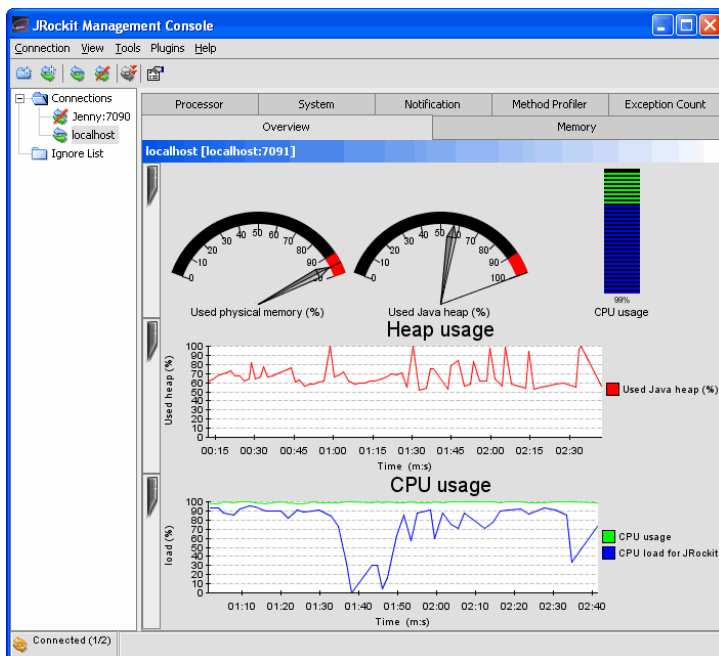 JRockit Management Console
Connection View Tools Plugins Help
Connections
Jenny:7090
localhost
Ignore List
Processor System Notification Method Profiler Exception Count
Overview Memory
localhost [localhost:7091]
0 10 20 30 40 50 60 70 80 90
Used physical memory (%)
0 10 20 30 40 50 60 70 80 90 100
Used Java heap (%)
99%
CPU usage
Heap usage
Used heap (%)
100
90
80
70
60
50
40
30
20
10
0
00:15 00:30 00:45 01:00 01:15 01:30 01:45 02:00 02:15 02:30
Time (m:s)
Used Java heap (%)
CPU usage
load (%)
100
90
80
70
60
50
40
30
20
10
0
01:10 01:20 01:30 01:40 01:50 02:00 02:10 02:20 02:30 02:40
Time (m:s)
CPU usage
CPU load for JRockit
Connected (1/2)